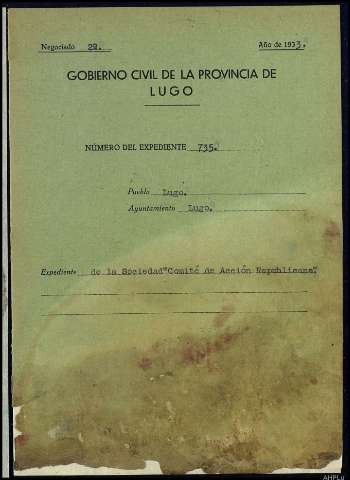 Negociado 22. Año de 1933.
GOBIERNO CIVIL DE LA PROVINCIA DE
LUGO
NÚMERO DEL EXPEDIENTE 735.
Pueblo Lugo.
Ayuntamiento Lugo.
Expediente de la Sociedad "Comité de Acción Republicana".
AHPLu